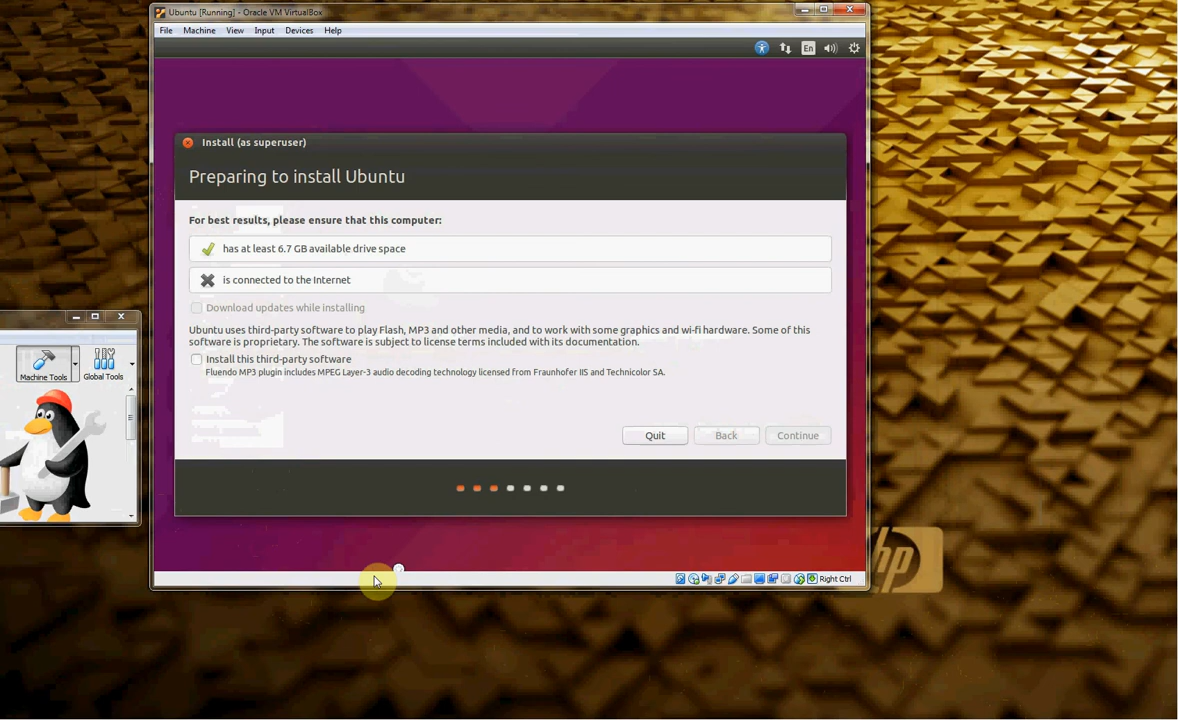 Ubuntu [Running] - Oracle VM VirtualBox
File Machine View Input Devices Help
En
Install (as superuser)
Preparing to install Ubuntu
For best results, please ensure that this computer:
has at least 6.7 GB available drive space
is connected to the Internet
Download updates while installing
Ubuntu uses third-party software to play Flash, MP3 and other media, and to work with some graphics and wi-fi hardware. Some of this
software is proprietary. The software is subject to license terms included with its documentation.
Install this third-party software
Fluendo MP3 plugin includes MPEG Layer-3 audio decoding technology licensed from Fraunhofer IIS and Technicolor SA.
Machine Tools Global Tools
Quit Back Continue
hp
Right Ctrl